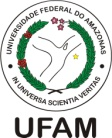 UNIVERSIDADE FEDERAL DO AMAZONAS
IN UNIVERSA SCIENTIA VERITAS
UFAM